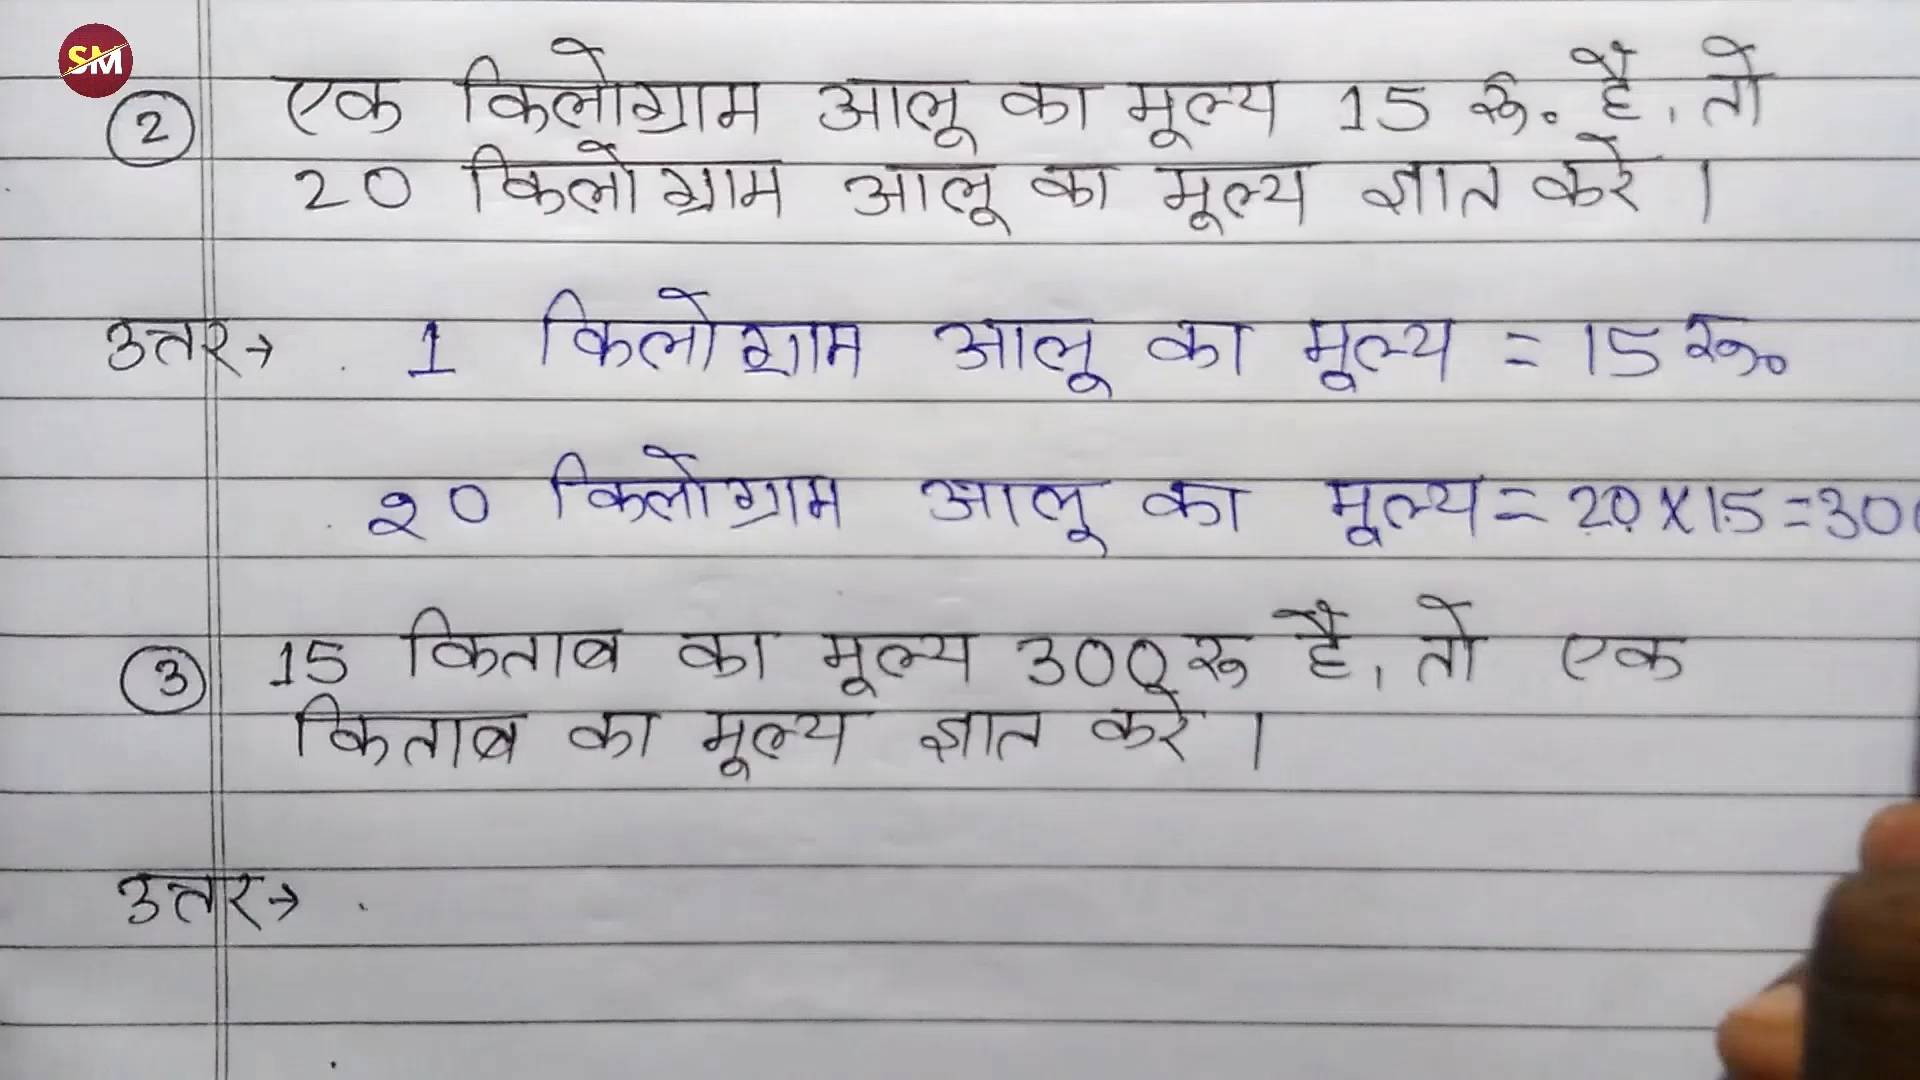 SM
② एक किलोग्राम आलू का मूल्य 15 रू. है, तो
20 किलोग्राम आलू का मूल्य ज्ञात करे ।
उत्तर→ 1 किलोग्राम आलू का मूल्य = 15 रू०
20 किलोग्राम आलू का मूल्य = 20 X 15 = 300
③ 15 किताब का मूल्य 300 रू है, तो एक
किताब का मूल्य ज्ञात करे ।
उत्तर→